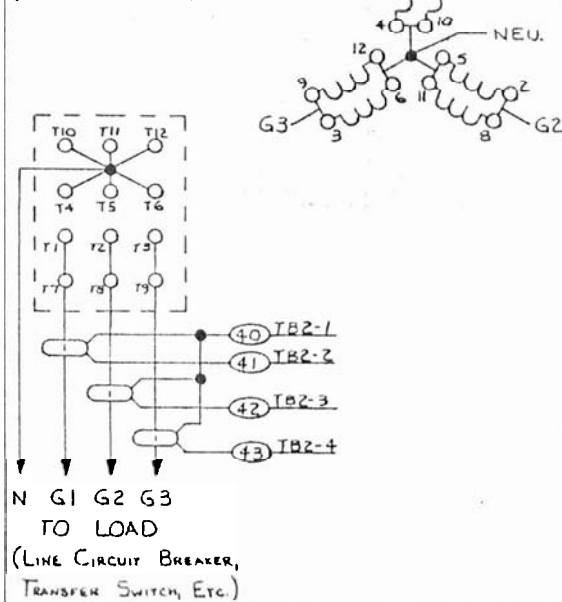 4 10
NEU.
12 5
9 6 11 2
G3 3 8 G2
T10 T11 T12
T4 T5 T6
T1 T2 T3
T7 T8 T9
40 TB2-1
41 TB2-2
42 TB2-3
43 TB2-4
N G1 G2 G3
TO LOAD
(LINE CIRCUIT BREAKER,
TRANSFER SWITCH, ETC.)